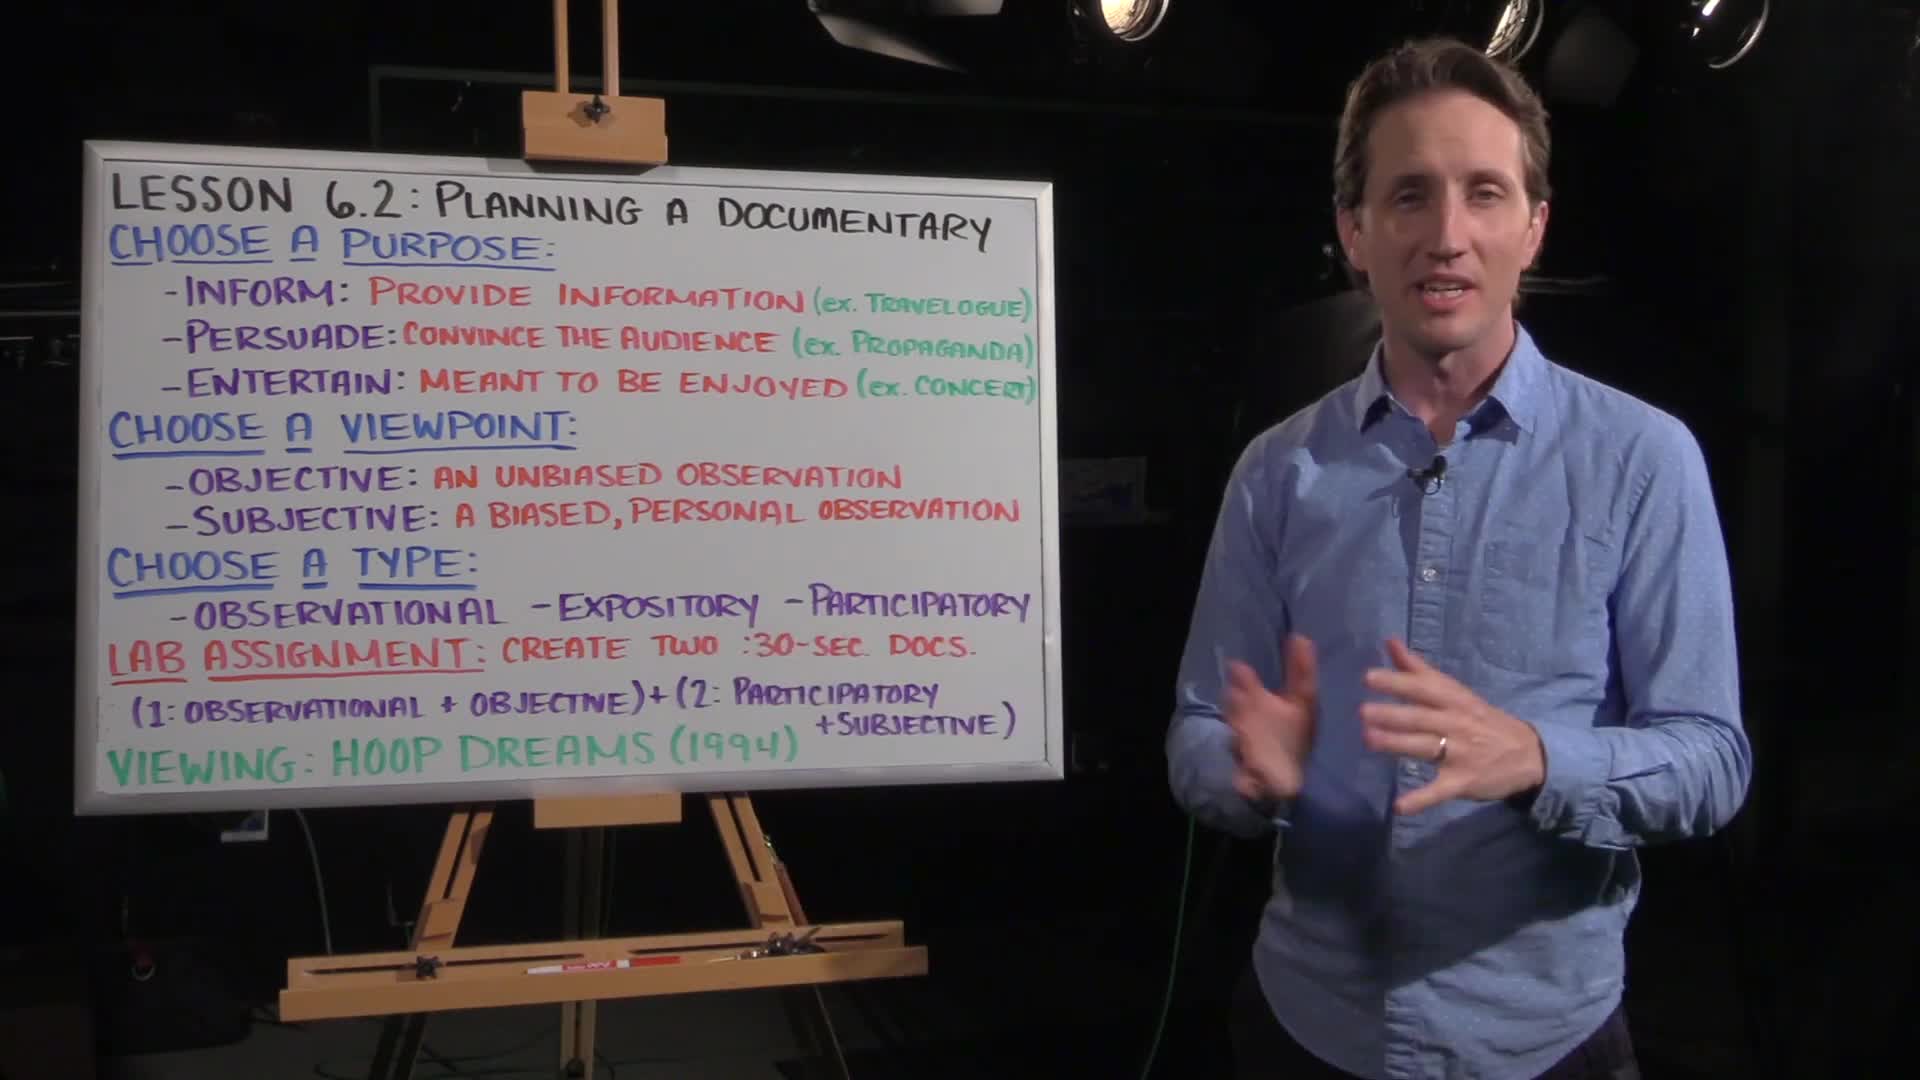 LESSON 6.2: PLANNING A DOCUMENTARY
CHOOSE A PURPOSE:
-INFORM: PROVIDE INFORMATION (ex. TRAVELOGUE)
-PERSUADE: CONVINCE THE AUDIENCE (ex. PROPAGANDA)
-ENTERTAIN: MEANT TO BE ENJOYED (ex. CONCERT)
CHOOSE A VIEWPOINT:
-OBJECTIVE: AN UNBIASED OBSERVATION
-SUBJECTIVE: A BIASED, PERSONAL OBSERVATION
CHOOSE A TYPE:
-OBSERVATIONAL -EXPOSITORY -PARTICIPATORY
LAB ASSIGNMENT: CREATE TWO :30-SEC. DOCS.
(1: OBSERVATIONAL + OBJECTIVE) + (2: PARTICIPATORY
+SUBJECTIVE)
VIEWING: HOOP DREAMS (1994)